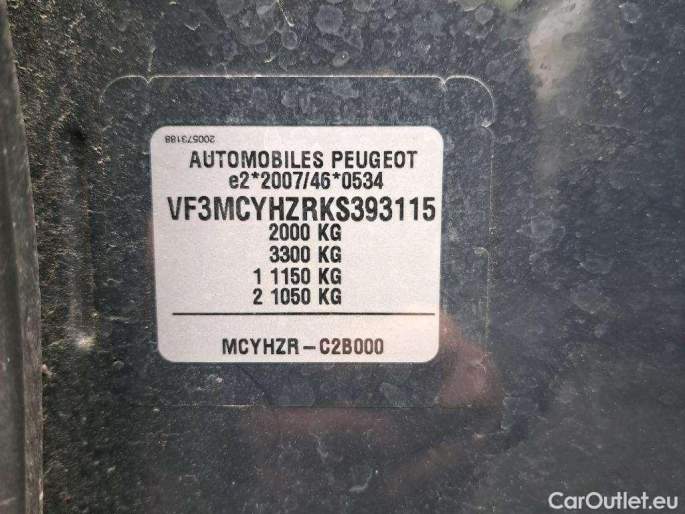 200573188
AUTOMOBILES PEUGEOT
e2*2007/46*0534
VF3MCYHZRKS393115
2000 KG
3300 KG
1 1150 KG
2 1050 KG
MCYHZR-C2B000
CarOutlet.eu